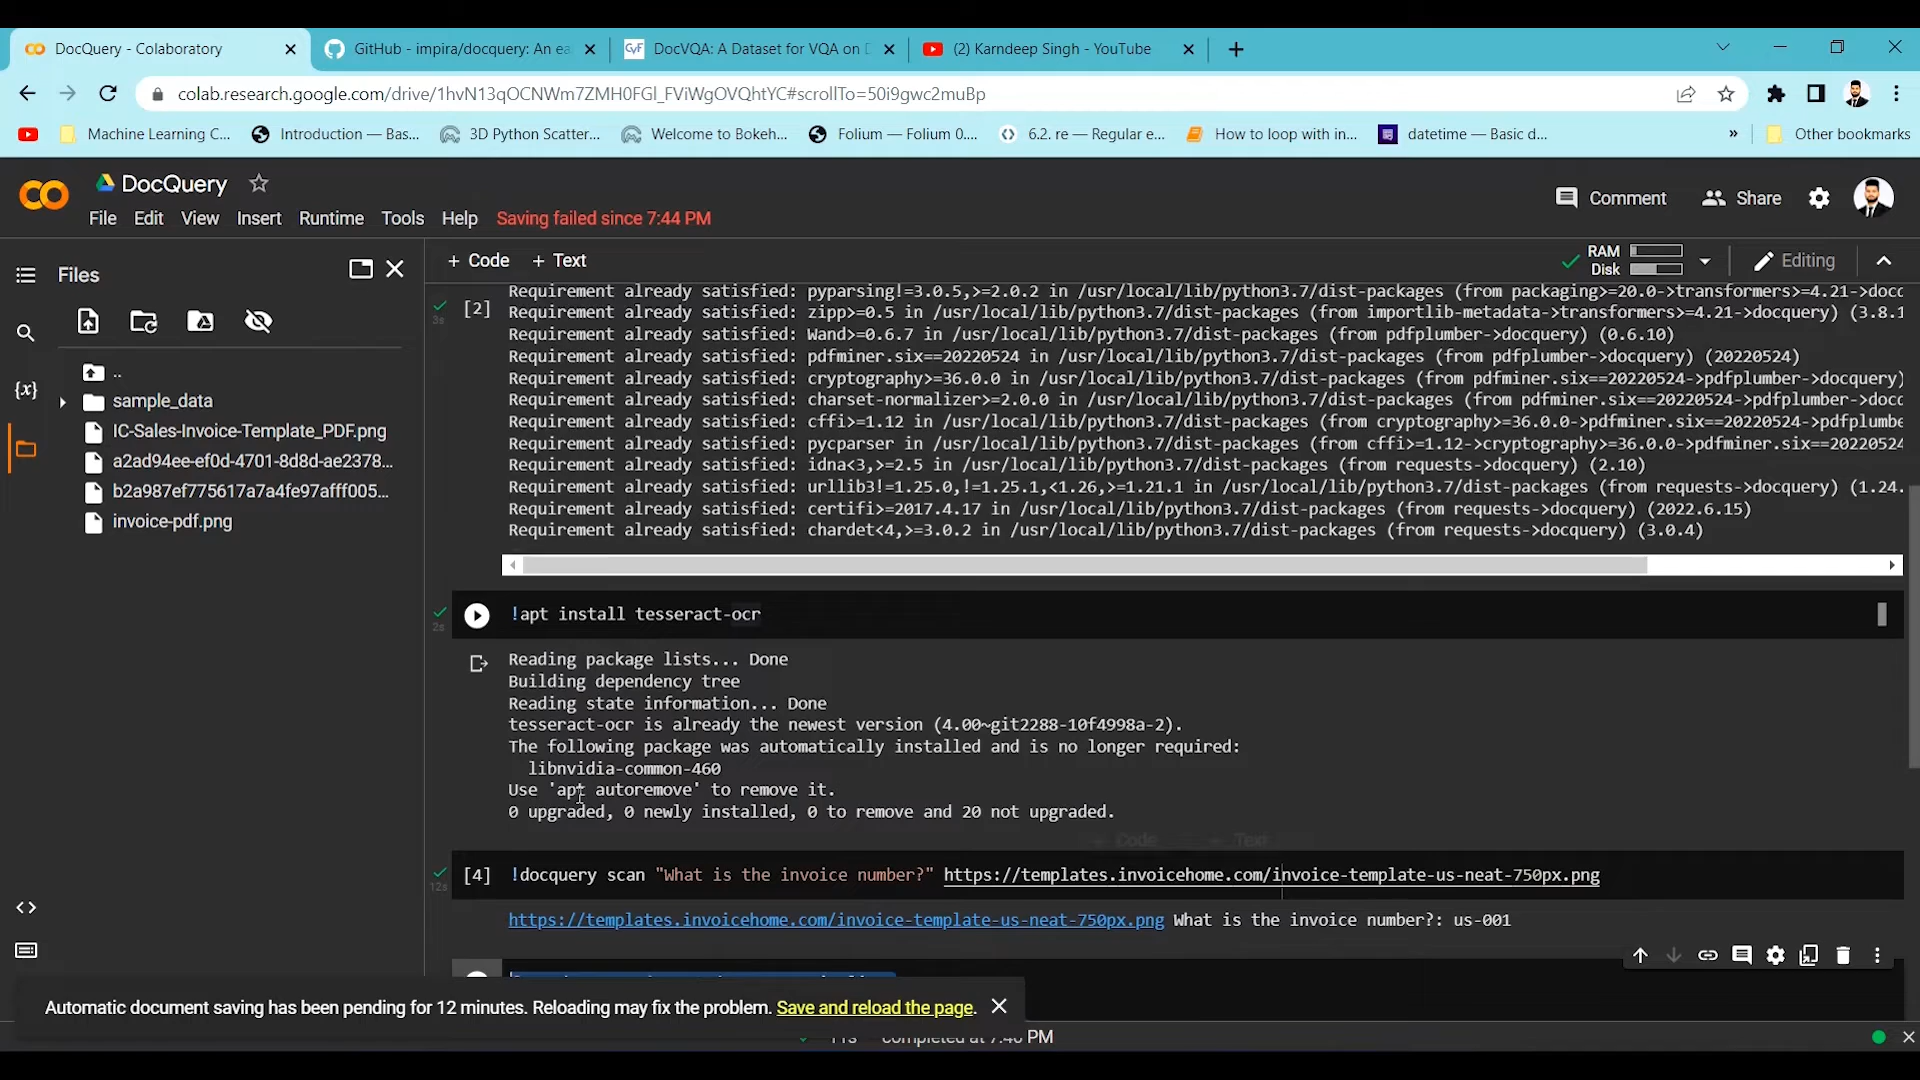 DocQuery - Colaboratory
GitHub - impira/docquery: An ea
DocVQA: A Dataset for VQA on D
(2) Karndeep Singh - YouTube
colab.research.google.com/drive/1hvN13qOCNWm7ZMH0FGl_FViWgOVQhtYC#scrollTo=50i9gwc2muBp
Machine Learning C...
Introduction — Bas...
3D Python Scatter...
Welcome to Bokeh...
Folium — Folium 0....
6.2. re — Regular e...
How to loop with in...
datetime — Basic d...
»
Other bookmarks
DocQuery
File Edit View Insert Runtime Tools Help Saving failed since 7:44 PM
Comment
Share
Files
+ Code + Text
RAM
Disk
Editing
{x}
..
sample_data
IC-Sales-Invoice-Template_PDF.png
a2ad94ee-ef0d-4701-8d8d-ae2378...
b2a987ef775617a7a4fe97afff005...
invoice-pdf.png
<>
[2]
3s
Requirement already satisfied: pyparsing!=3.0.5,>=2.0.2 in /usr/local/lib/python3.7/dist-packages (from packaging>=20.0->transformers>=4.21->docq
Requirement already satisfied: zipp>=0.5 in /usr/local/lib/python3.7/dist-packages (from importlib-metadata->transformers>=4.21->docquery) (3.8.1
Requirement already satisfied: Wand>=0.6.7 in /usr/local/lib/python3.7/dist-packages (from pdfplumber->docquery) (0.6.10)
Requirement already satisfied: pdfminer.six==20220524 in /usr/local/lib/python3.7/dist-packages (from pdfplumber->docquery) (20220524)
Requirement already satisfied: cryptography>=36.0.0 in /usr/local/lib/python3.7/dist-packages (from pdfminer.six==20220524->pdfplumber->docquery)
Requirement already satisfied: charset-normalizer>=2.0.0 in /usr/local/lib/python3.7/dist-packages (from pdfminer.six==20220524->pdfplumber->docq
Requirement already satisfied: cffi>=1.12 in /usr/local/lib/python3.7/dist-packages (from cryptography>=36.0.0->pdfminer.six==20220524->pdfplumbe
Requirement already satisfied: pycparser in /usr/local/lib/python3.7/dist-packages (from cffi>=1.12->cryptography>=36.0.0->pdfminer.six==20220524
Requirement already satisfied: idna<3,>=2.5 in /usr/local/lib/python3.7/dist-packages (from requests->docquery) (2.10)
Requirement already satisfied: urllib3!=1.25.0,!=1.25.1,<1.26,>=1.21.1 in /usr/local/lib/python3.7/dist-packages (from requests->docquery) (1.24.
Requirement already satisfied: certifi>=2017.4.17 in /usr/local/lib/python3.7/dist-packages (from requests->docquery) (2022.6.15)
Requirement already satisfied: chardet<4,>=3.0.2 in /usr/local/lib/python3.7/dist-packages (from requests->docquery) (3.0.4)
2s
!apt install tesseract-ocr
Reading package lists... Done
Building dependency tree
Reading state information... Done
tesseract-ocr is already the newest version (4.00~git2288-10f4998a-2).
The following package was automatically installed and is no longer required:
libnvidia-common-460
Use 'apt autoremove' to remove it.
0 upgraded, 0 newly installed, 0 to remove and 20 not upgraded.
+ Code + Text
12s
[4] !docquery scan "What is the invoice number?" https://templates.invoicehome.com/invoice-template-us-neat-750px.png
https://templates.invoicehome.com/invoice-template-us-neat-750px.png What is the invoice number?: us-001
Automatic document saving has been pending for 12 minutes. Reloading may fix the problem. Save and reload the page.
11s completed at 7:46 PM